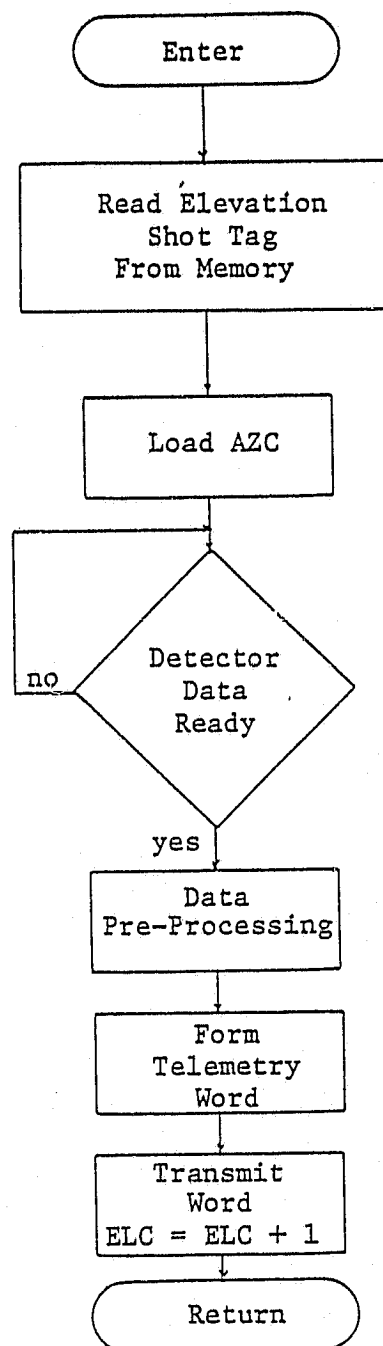 Enter
Read Elevation
Shot Tag
From Memory
Load AZC
Detector
Data
Ready
no
yes
Data
Pre-Processing
Form
Telemetry
Word
Transmit
Word
ELC = ELC + 1
Return